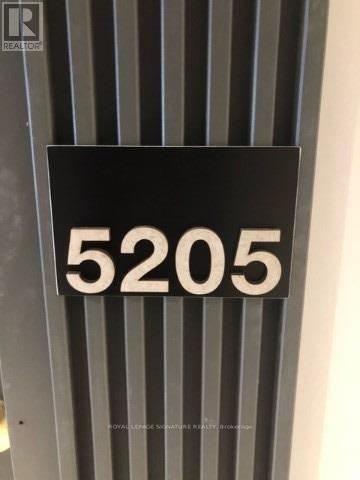 REALTOR®
5205
ROYAL LEPAGE SIGNATURE REALTY, Brokerage